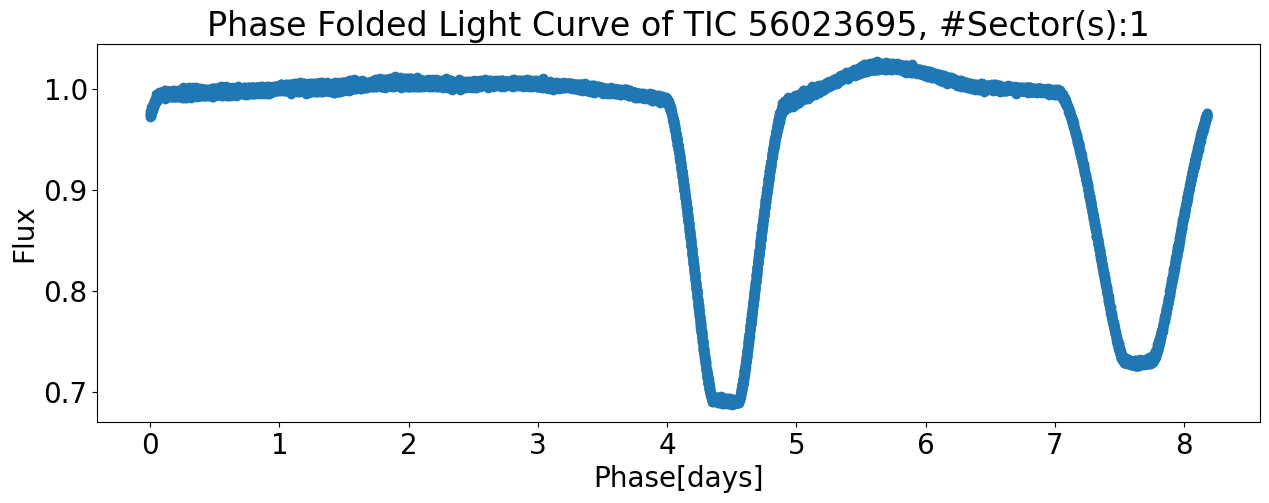 Phase Folded Light Curve of TIC 56023695, #Sector(s):1
1.0
0.9
0.8
0.7
Flux
0 1 2 3 4 5 6 7 8
Phase[days]